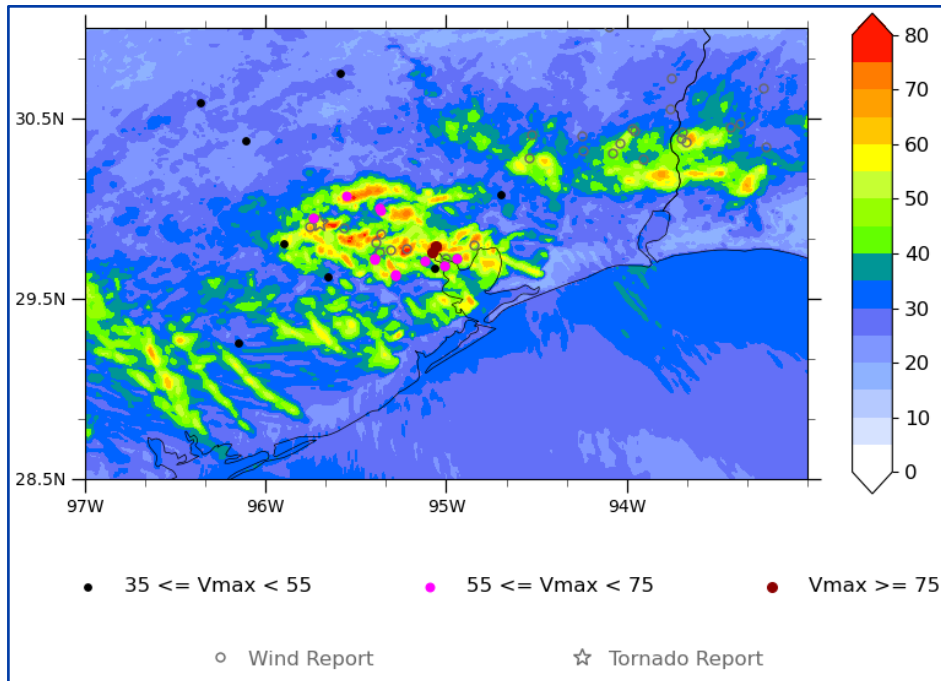 80
70
60
50
40
30
20
10
0
30.5N
29.5N
28.5N
97W 96W 95W 94W
35 <= Vmax < 55 55 <= Vmax < 75 Vmax >= 75
Wind Report Tornado Report